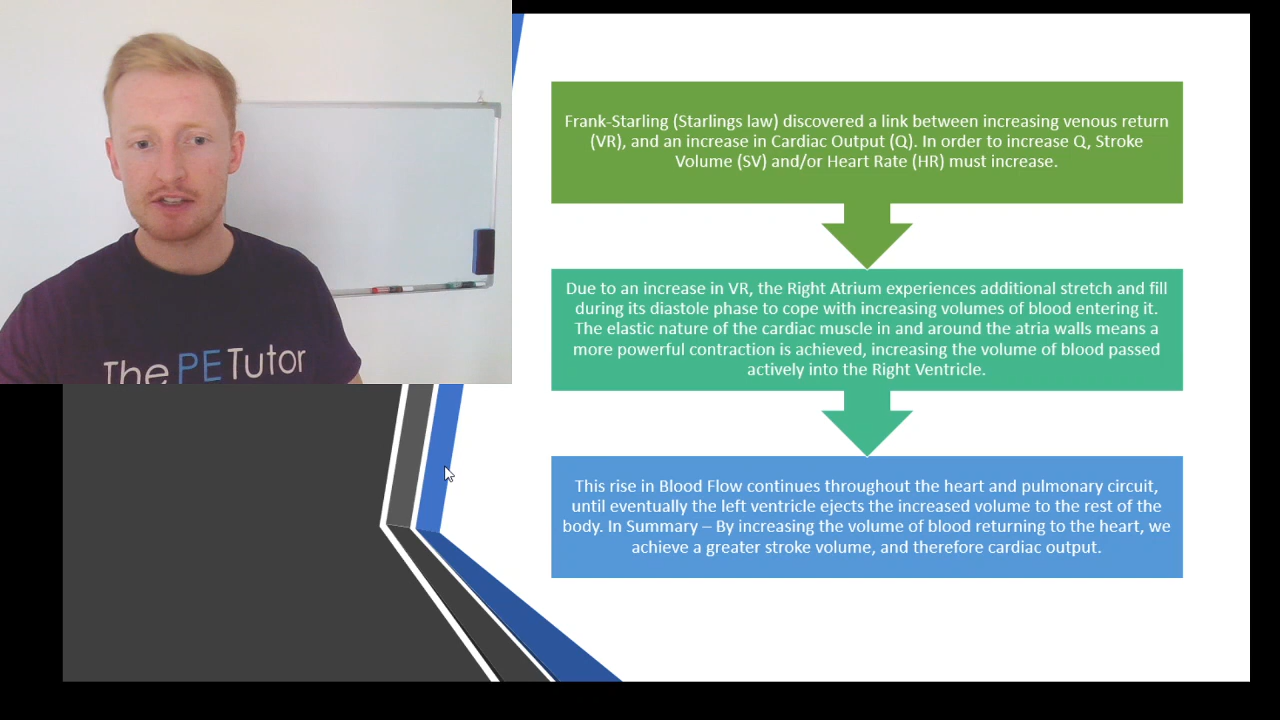 The PE Tutor
Frank-Starling (Starlings law) discovered a link between increasing venous return
(VR), and an increase in Cardiac Output (Q). In order to increase Q, Stroke
Volume (SV) and/or Heart Rate (HR) must increase.
Due to an increase in VR, the Right Atrium experiences additional stretch and fill
during its diastole phase to cope with increasing volumes of blood entering it.
The elastic nature of the cardiac muscle in and around the atria walls means a
more powerful contraction is achieved, increasing the volume of blood passed
actively into the Right Ventricle.
This rise in Blood Flow continues throughout the heart and pulmonary circuit,
until eventually the left ventricle ejects the increased volume to the rest of the
body. In Summary – By increasing the volume of blood returning to the heart, we
achieve a greater stroke volume, and therefore cardiac output.